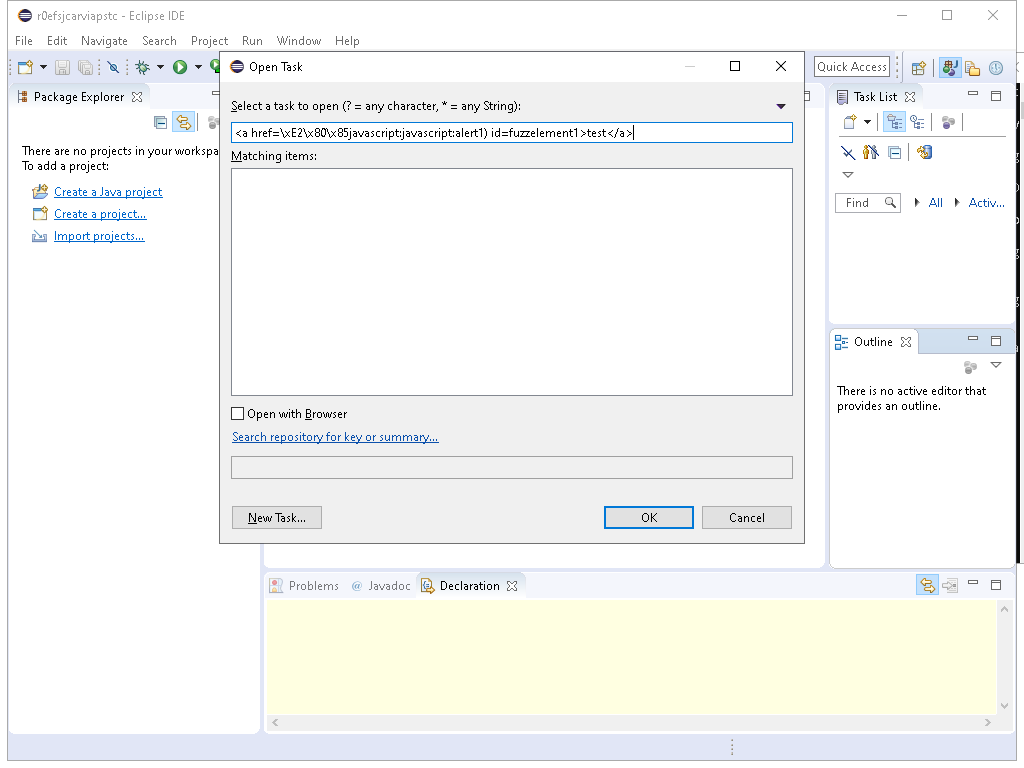 r0efsjcarviapstc - Eclipse IDE
File Edit Navigate Search Project Run Window Help
Quick Access
Open Task
Select a task to open (? = any character, * = any String):
<a href=\xE2\x80\x85javascript:javascript:alert1) id=fuzzelement1>test</a>
Matching items:
Open with Browser
Search repository for key or summary...
New Task...
OK
Cancel
Package Explorer
There are no projects in your workspa
To add a project:
Create a Java project
Create a project...
Import projects...
Task List
Find
All
Activ...
Outline
There is no active editor that
provides an outline.
Problems
@ Javadoc
Declaration